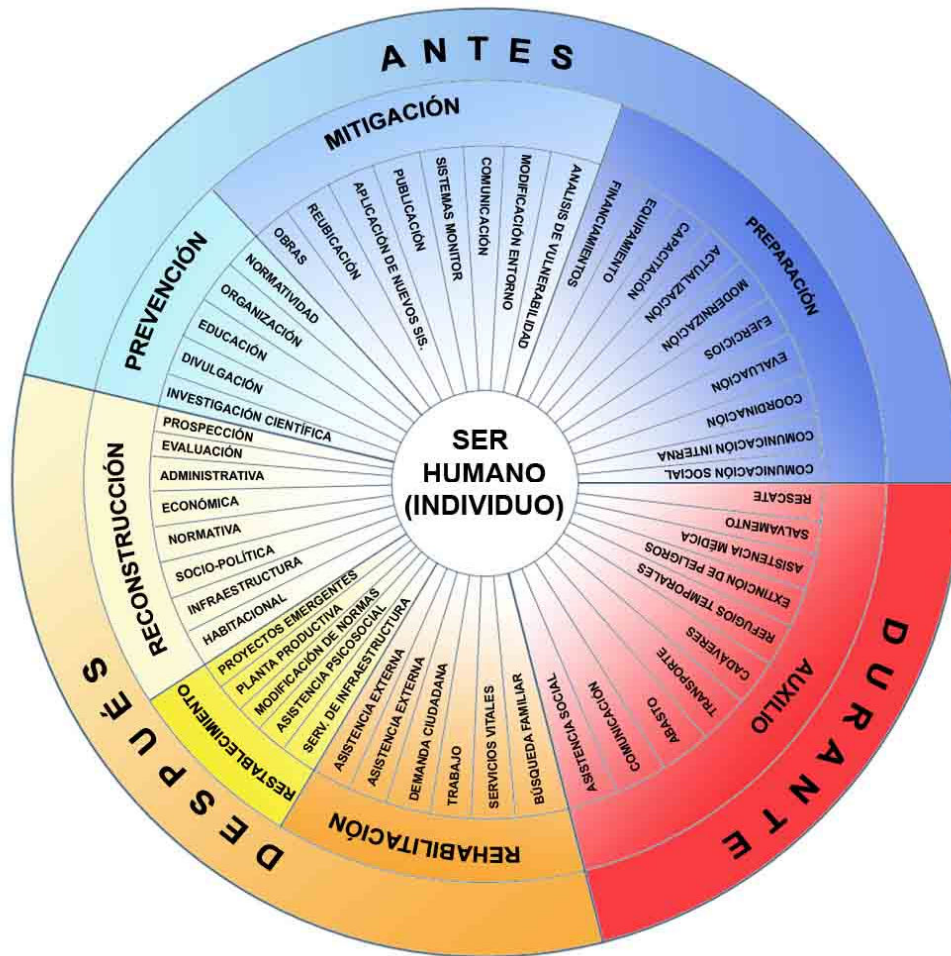 ANTES
PREVENCIÓN
INVESTIGACIÓN CIENTÍFICA
DIVULGACIÓN
EDUCACIÓN
ORGANIZACIÓN
NORMATIVIDAD
MITIGACIÓN
OBRAS
REUBICACIÓN
APLICACIÓN DE NUEVOS SIS.
PUBLICACIÓN
SISTEMAS MONITOR
COMUNICACIÓN
MODIFICACIÓN ENTORNO
ANALISIS DE VULNERABILIDAD
PREPARACIÓN
FINANCIAMIENTOS
EQUIPAMIENTO
CAPACITACIÓN
ACTUALIZACIÓN
MODERNIZACIÓN
EJERCICIOS
EVALUACIÓN
COORDINACIÓN
COMUNICACIÓN INTERNA
COMUNICACIÓN SOCIAL
DURANTE
AUXILIO
RESCATE
SALVAMENTO
ASISTENCIA MÉDICA
EXTINCION DE PELIGROS
REFUGIOS TEMPORALES
CADAVERES
TRANSPORTE
ABASTO
COMUNICACIÓN
ASISTENCIA SOCIAL
DESPUÉS
REHABILITACIÓN
BÚSQUEDA FAMILIAR
SERVICIOS VITALES
TRABAJO
DEMANDA CIUDADANA
ASISTENCIA EXTERNA
ASISTENCIA EXTERNA
RESTABLECIMIENTO
SERV. DE INFRAESTRUCTURA
ASISTENCIA PSICOSOCIAL
MODIFICACIÓN DE NORMAS
PLANTA PRODUCTIVA
PROYECTOS EMERGENTES
RECONSTRUCCIÓN
HABITACIONAL
INFRAESTRUCTURA
SOCIO-POLÍTICA
NORMATIVA
ECONÓMICA
ADMINISTRATIVA
EVALUACIÓN
PROSPECCIÓN
SER
HUMANO
(INDIVIDUO)